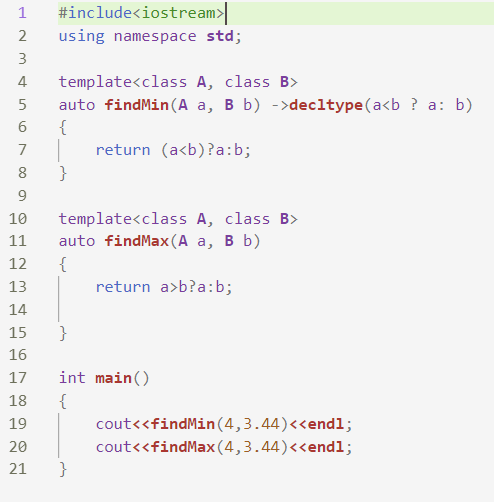 1 #include<iostream>
2 using namespace std;
3
4 template<class A, class B>
5 auto findMin(A a, B b) ->decltype(a<b ? a: b)
6 {
7     return (a<b)?a:b;
8 }
9
10 template<class A, class B>
11 auto findMax(A a, B b)
12 {
13     return a>b?a:b;
14
15 }
16
17 int main()
18 {
19     cout<<findMin(4,3.44)<<endl;
20     cout<<findMax(4,3.44)<<endl;
21 }